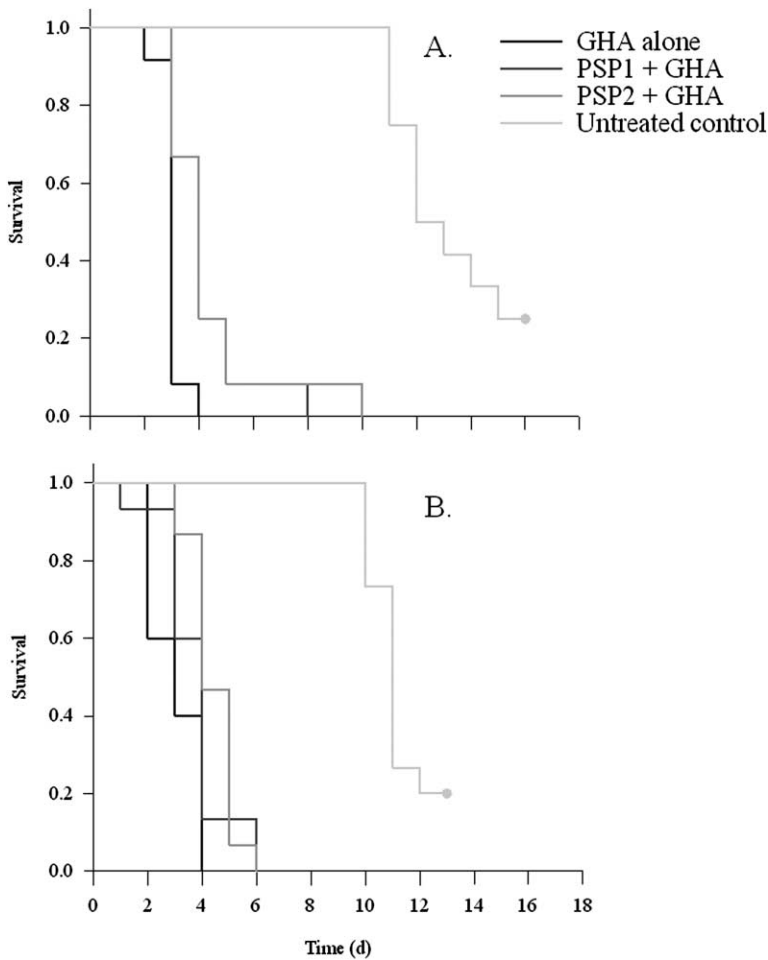 A.
GHA alone
PSP1 + GHA
PSP2 + GHA
Untreated control
1.0
0.8
0.6
0.4
0.2
0.0
Survival
B.
1.0
0.8
0.6
0.4
0.2
0.0
Survival
0 2 4 6 8 10 12 14 16 18
Time (d)